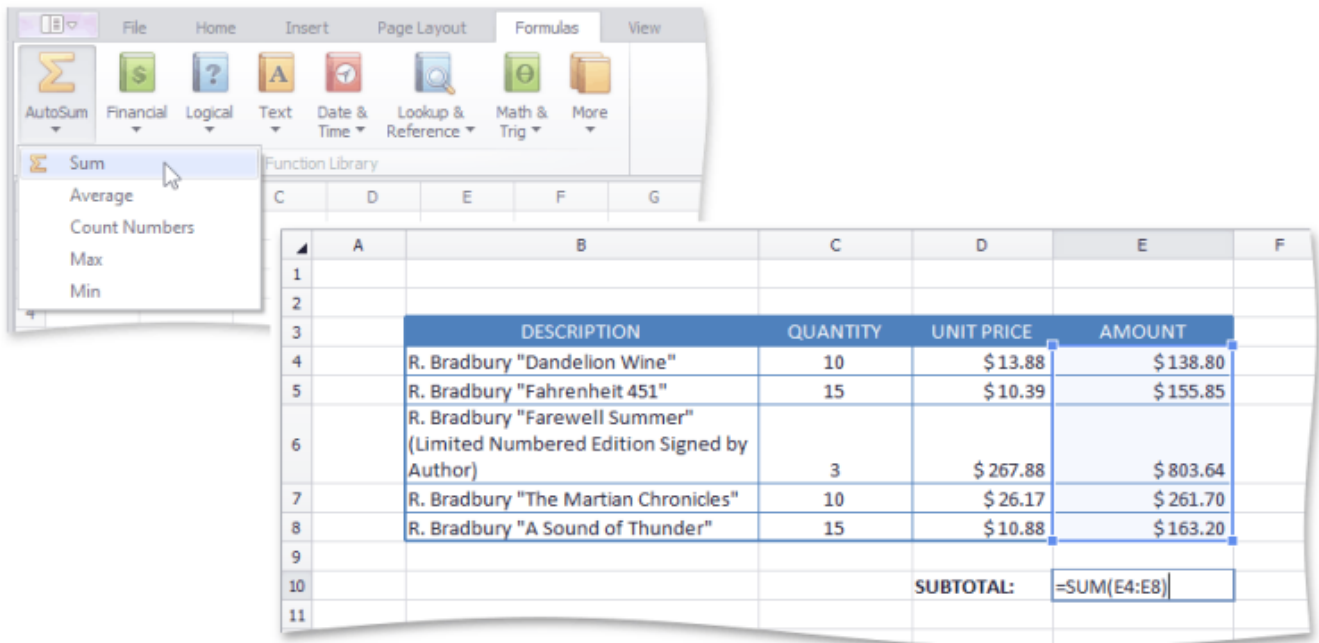 File Home Insert Page Layout Formulas View
AutoSum Financial Logical Text Date & Time Lookup & Reference Math & Trig More
Sum
Function Library
Average
Count Numbers
Max
Min
C D E F G
4
A B C D E F
1
2
3 DESCRIPTION QUANTITY UNIT PRICE AMOUNT
4 R. Bradbury "Dandelion Wine" 10 $ 13.88 $ 138.80
5 R. Bradbury "Fahrenheit 451" 15 $ 10.39 $ 155.85
6 R. Bradbury "Farewell Summer"
(Limited Numbered Edition Signed by
Author) 3 $ 267.88 $ 803.64
7 R. Bradbury "The Martian Chronicles" 10 $ 26.17 $ 261.70
8 R. Bradbury "A Sound of Thunder" 15 $ 10.88 $ 163.20
9
10 SUBTOTAL: =SUM(E4:E8)
11